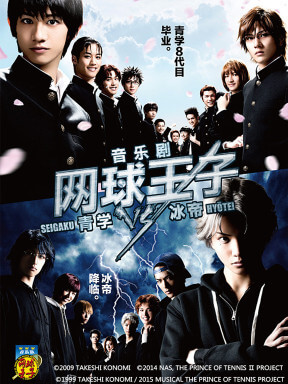 青学8代目
毕业。
音乐剧
网球王子
VS
SEIGAKU 青学
冰帝 HYOTEI
冰帝
降临。
©2009 TAKESHI KONOMI ©2014 NAS, THE PRINCE OF TENNIS II PROJECT
©1999 TAKESHI KONOMI / 2015 MUSICAL THE PRINCE OF TENNIS PROJECT